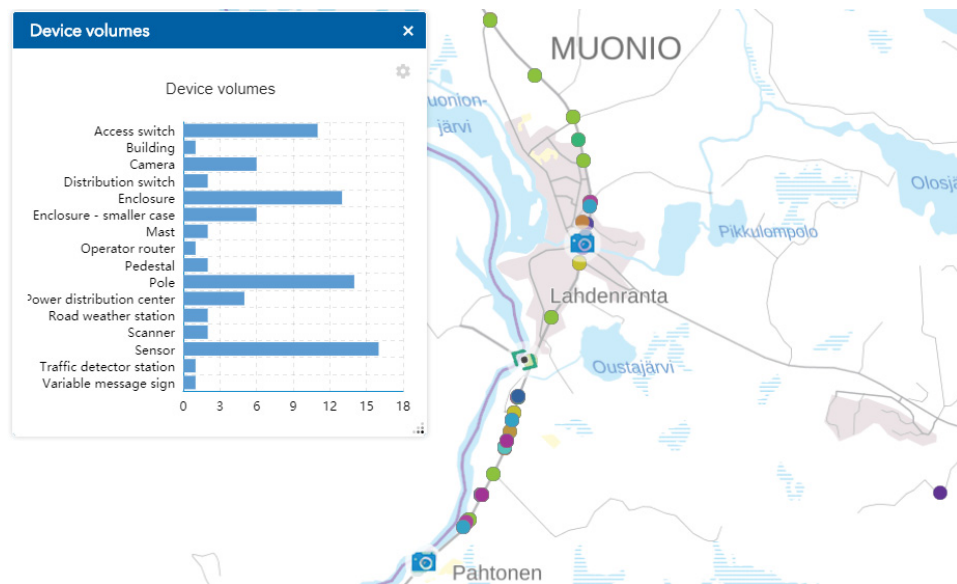 Device volumes
Device volumes
Access switch
Building
Camera
Distribution switch
Enclosure
Enclosure - smaller case
Mast
Operator router
Pedestal
Pole
ower distribution center
Road weather station
Scanner
Sensor
Traffic detector station
Variable message sign
0 3 6 9 12 15 18
MUONIO
uonion-
järvi
Olosjä
Pikkulompolo
Lahdenranta
Oustajärvi
Pahtonen